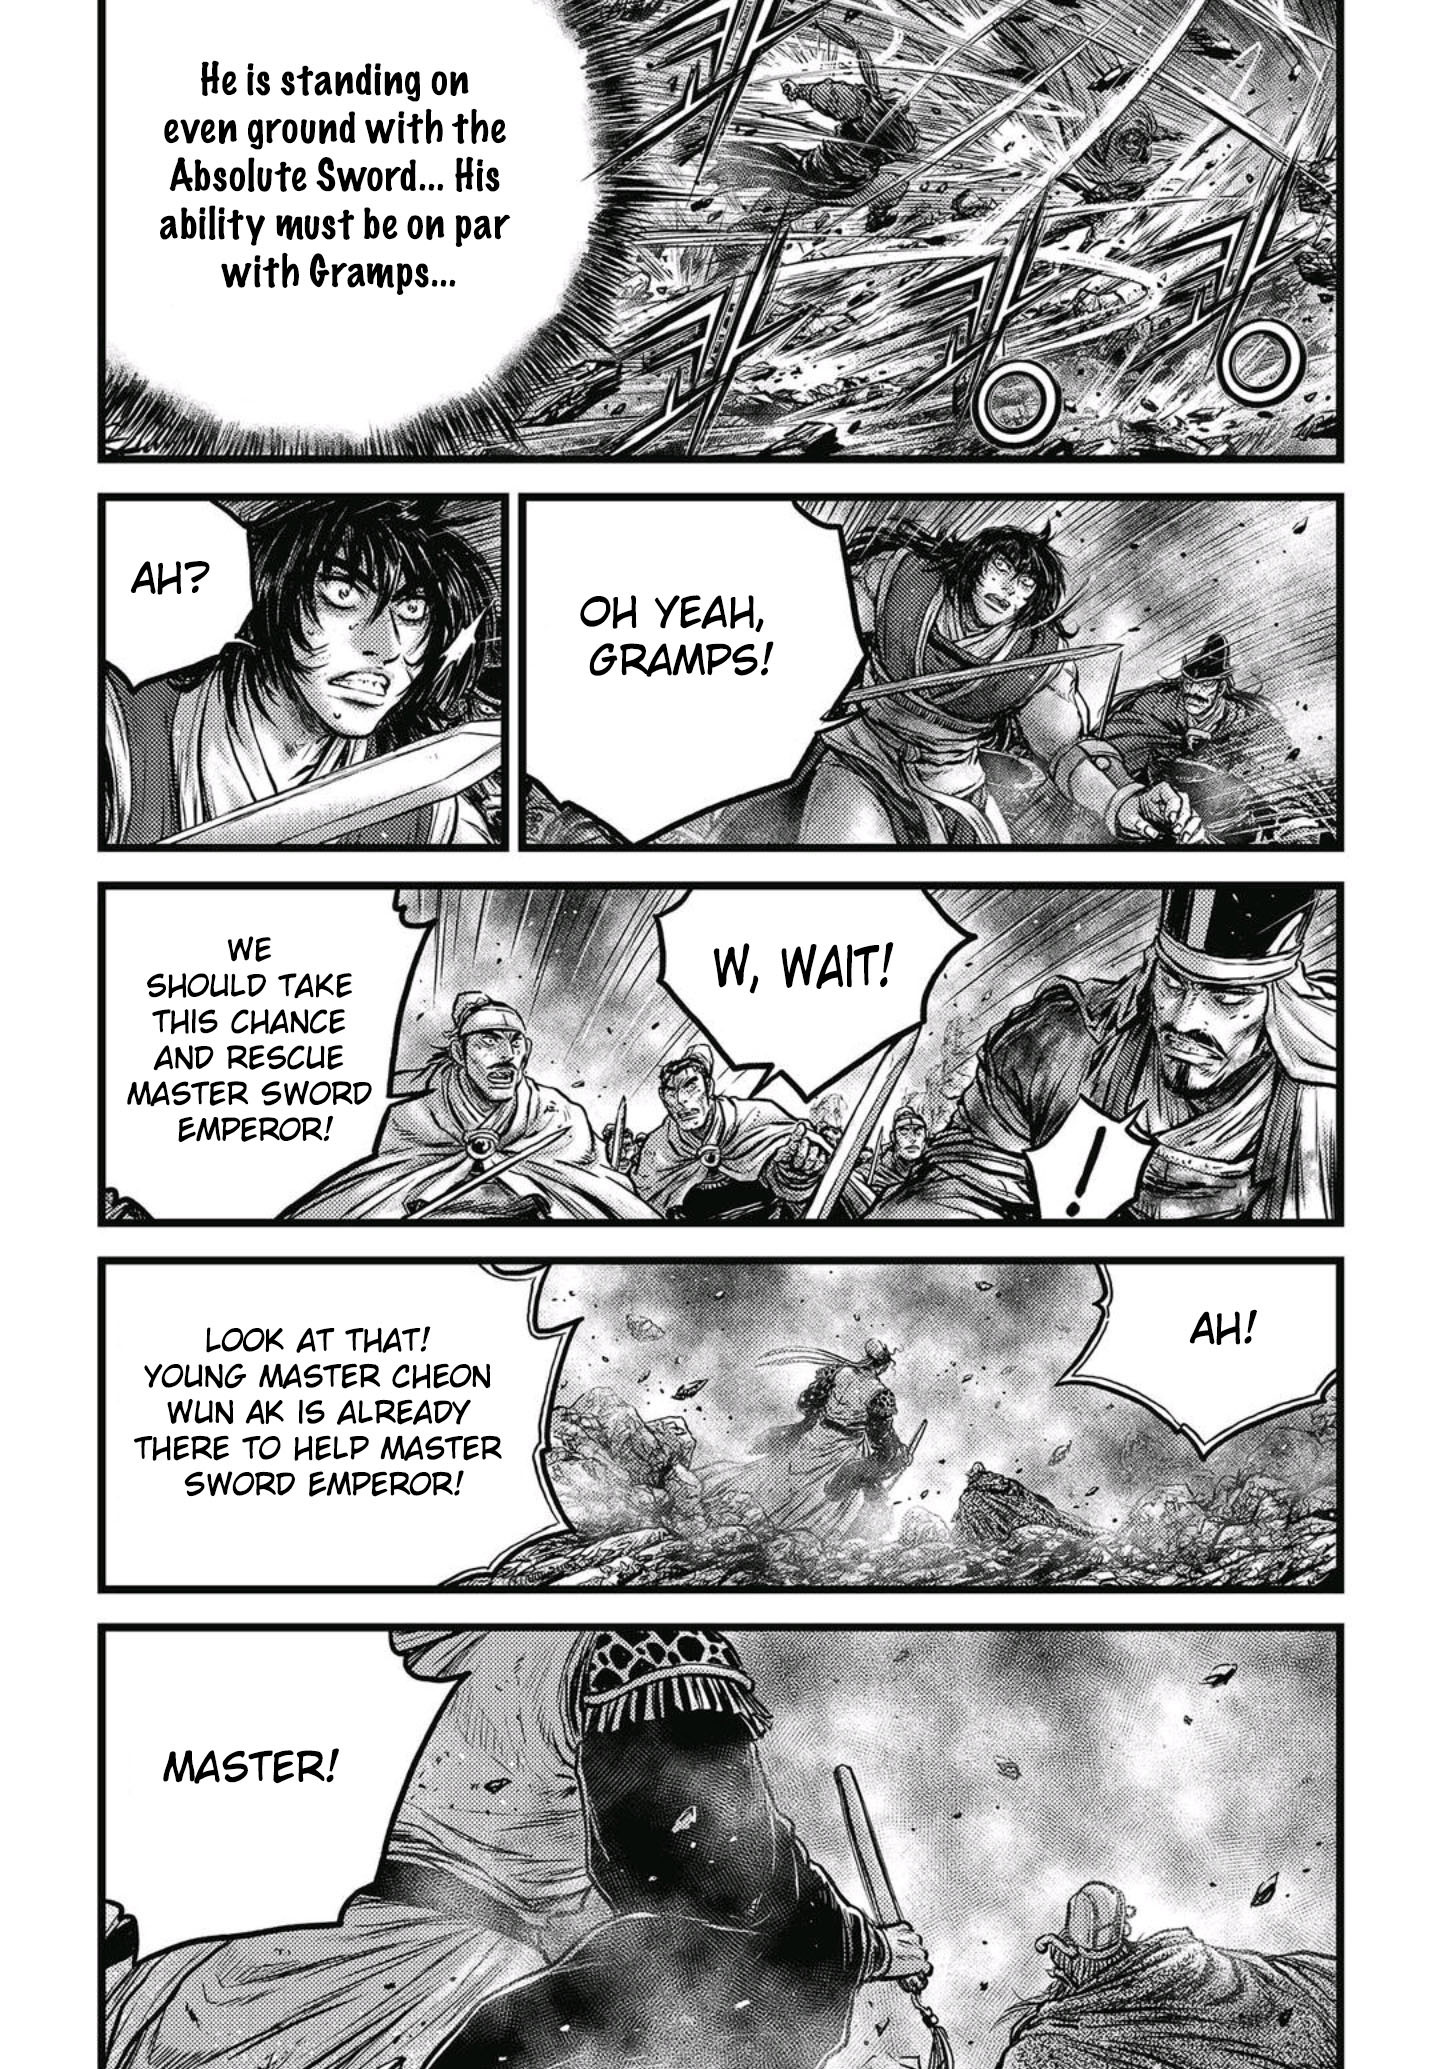 He is standing on
even ground with the
Absolute Sword... His
ability must be on par
with Gramps...
AH?
OH YEAH,
GRAMPS!
WE
SHOULD TAKE
THIS CHANCE
AND RESCUE
MASTER SWORD
EMPEROR!
W, WAIT!
!
LOOK AT THAT!
YOUNG MASTER CHEON
WUN AK IS ALREADY
THERE TO HELP MASTER
SWORD EMPEROR!
AH!
MASTER!